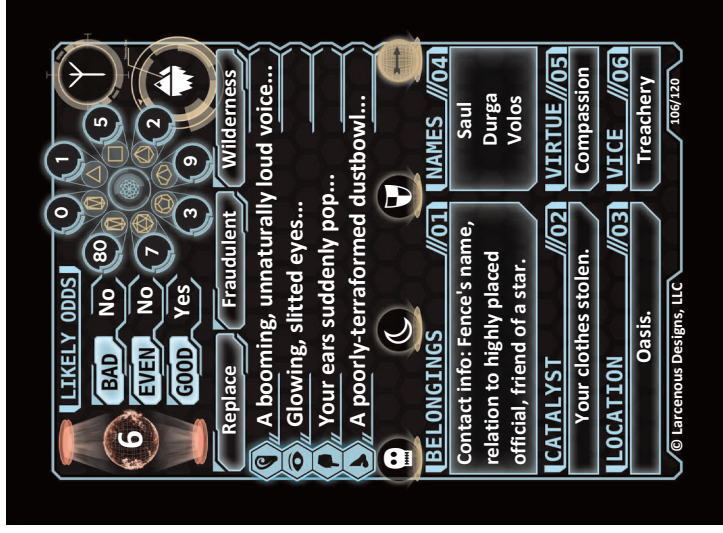 6
LIKELY ODDS
BAD No
EVEN No
GOOD Yes
80
0
1
5
7
3
9
2
Replace Fraudulent Wilderness
A booming, unnaturally loud voice...
Glowing, slitted eyes...
Your ears suddenly pop...
A poorly-terraformed dustbowl...
BELONGINGS //01
Contact info: Fence's name,
relation to highly placed
official, friend of a star.
NAMES //04
Saul
Durga
Volos
CATALYST //02
Your clothes stolen.
VIRTUE //05
Compassion
LOCATION //03
Oasis.
VICE //06
Treachery
© Larcenous Designs, LLC
106/120